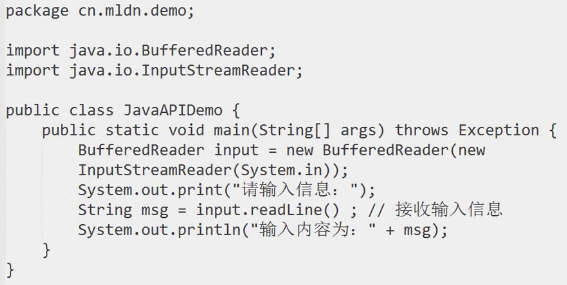 package cn.mldn.demo;
import java.io.BufferedReader;
import java.io.InputStreamReader;
public class JavaAPIDemo {
public static void main(String[] args) throws Exception {
BufferedReader input = new BufferedReader(new
InputStreamReader(System.in));
System.out.print("请输入信息：");
String msg = input.readLine() ; // 接收输入信息
System.out.println("输入内容为：" + msg);
}
}